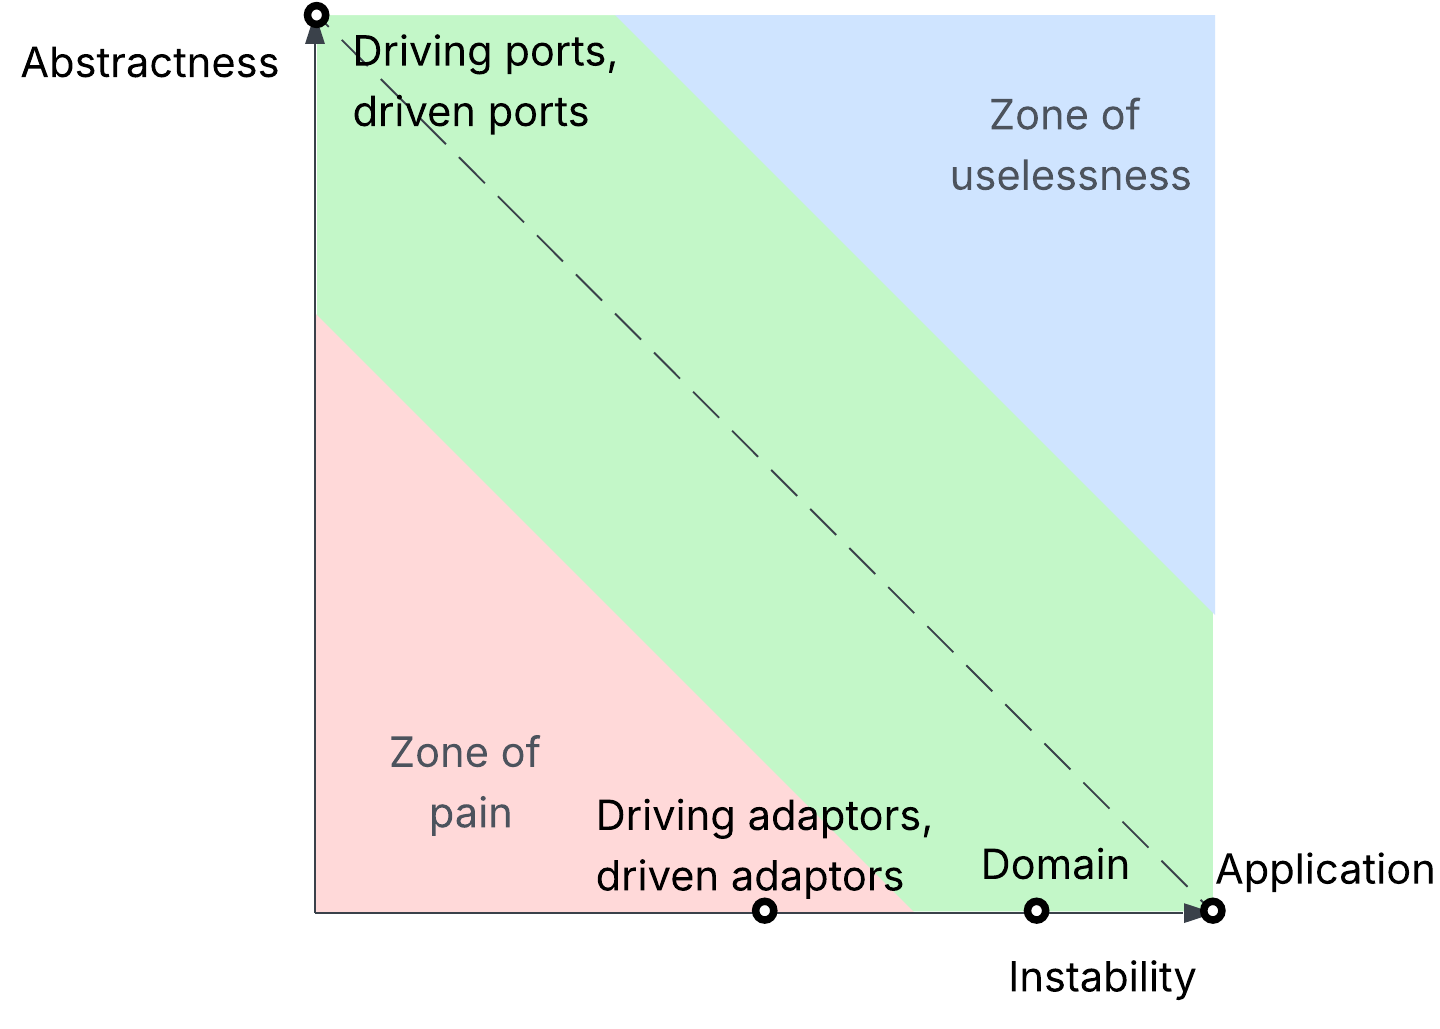 Abstractness
Driving ports,
driven ports
Zone of
uselessness
Zone of
pain
Driving adaptors,
driven adaptors
Domain
Application
Instability